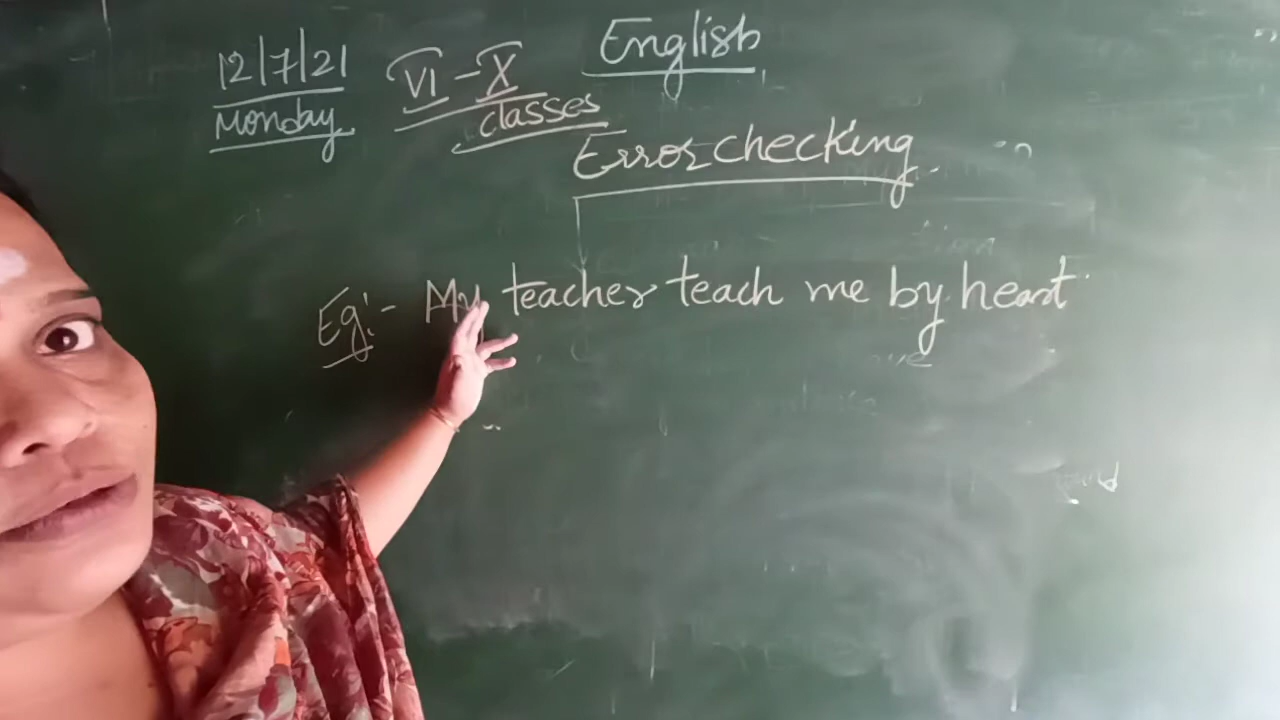 12/7/21 VI - X English
Monday classes
Error checking
Eg:- My teacher teach me by heart.